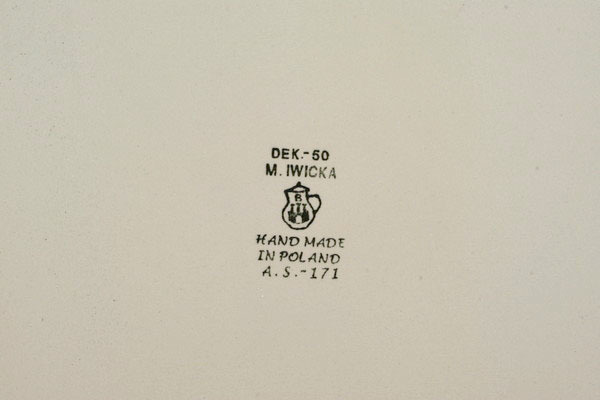 DEK.-50
M. IWICKA
B
HAND MADE
IN POLAND
A.S.-171